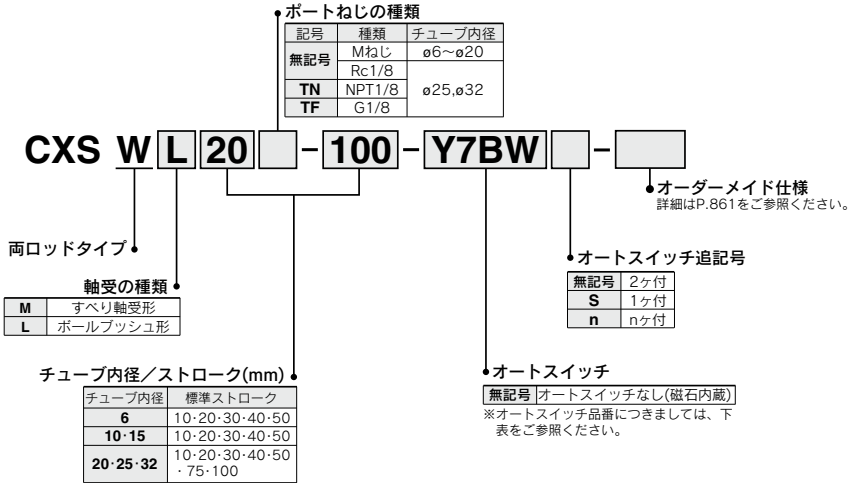 ポートねじの種類
記号 種類 チューブ内径
無記号 Mねじ ø6～ø20
Rc1/8 ø25,ø32
TN NPT1/8
TF G1/8
CXS W L 20 - 100 - Y7BW -
オーダーメイド仕様
詳細はP.861をご参照ください。
両ロッドタイプ
軸受の種類
M すべり軸受形
L ボールブッシュ形
オートスイッチ追記号
無記号 2ヶ付
S 1ヶ付
n nヶ付
チューブ内径／ストローク(mm)
チューブ内径 標準ストローク
6 10·20·30·40·50
10·15 10·20·30·40·50
20·25·32 10·20·30·40·50
·75·100
オートスイッチ
無記号 オートスイッチなし(磁石内蔵)
※オートスイッチ品番につきましては、下
表をご参照ください。